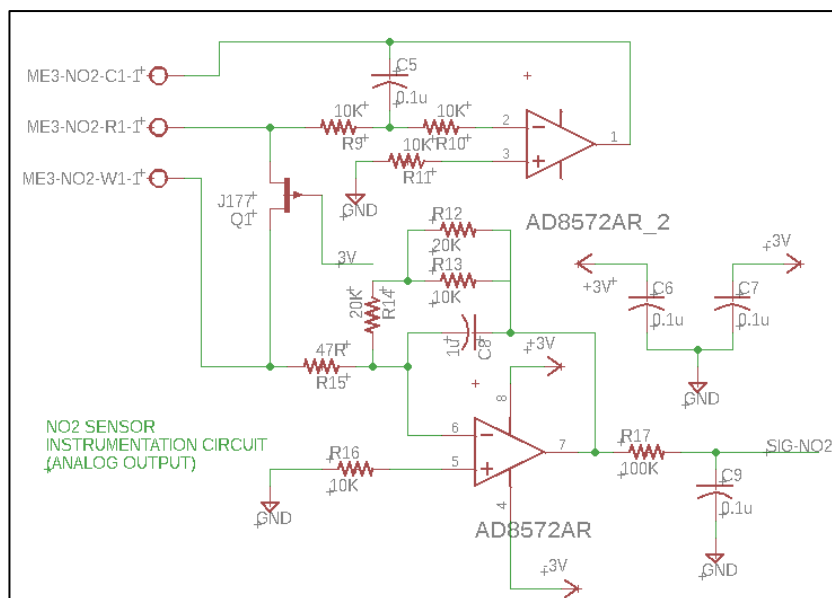 C5
0.1u
ME3-NO2-C1-1
ME3-NO2-R1-1
ME3-NO2-W1-1
10K
R9
10K
R10
2
10K
R11
3
1
GND
J177
Q1
3V
AD8572AR_2
R12
20K
R13
10K
20K
R14
+3V
C6
0.1u
-3V
C7
0.1u
GND
47R
R15
1u
C8
+3V
8
6
5
7
4
NO2 SENSOR
INSTRUMENTATION CIRCUIT
(ANALOG OUTPUT)
R16
10K
GND
R17
100K
SIG-NO2
C9
0.1u
GND
AD8572AR
-3V